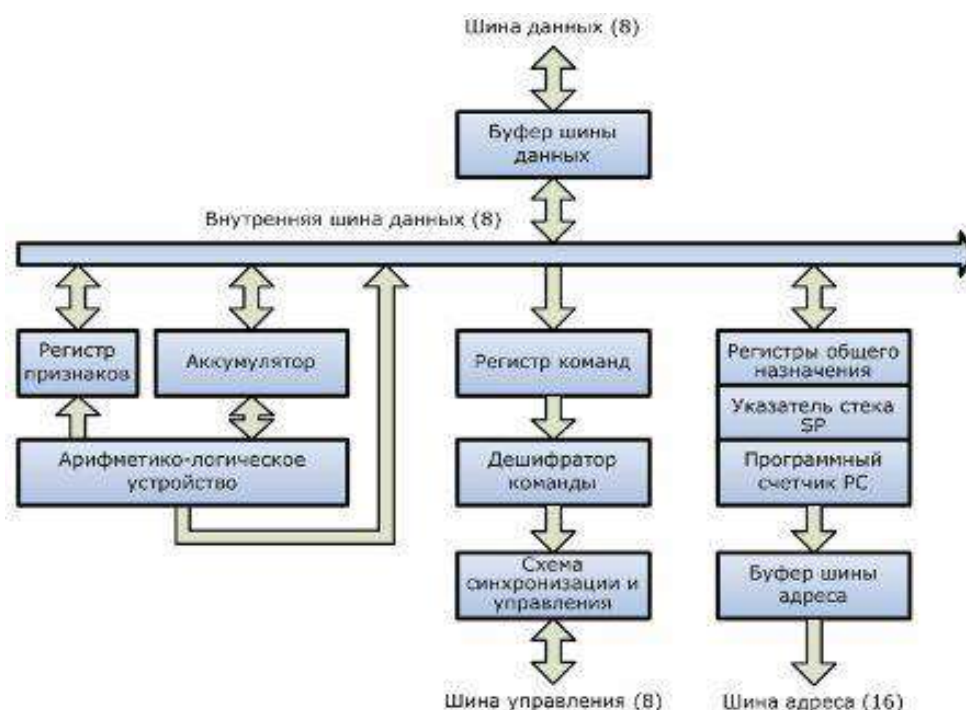 Шина данных (8)
Буфер шины
данных
Внутренняя шина данных (8)
Регистр
признаков
Аккумулятор
Регистр команд
Регистры общего
назначения
Указатель стека
SP
Арифметико-логическое
устройство
Дешифратор
команды
Программный
счетчик PC
Схема
синхронизации и
управления
Буфер шины
адреса
Шина управления (8)
Шина адреса (16)